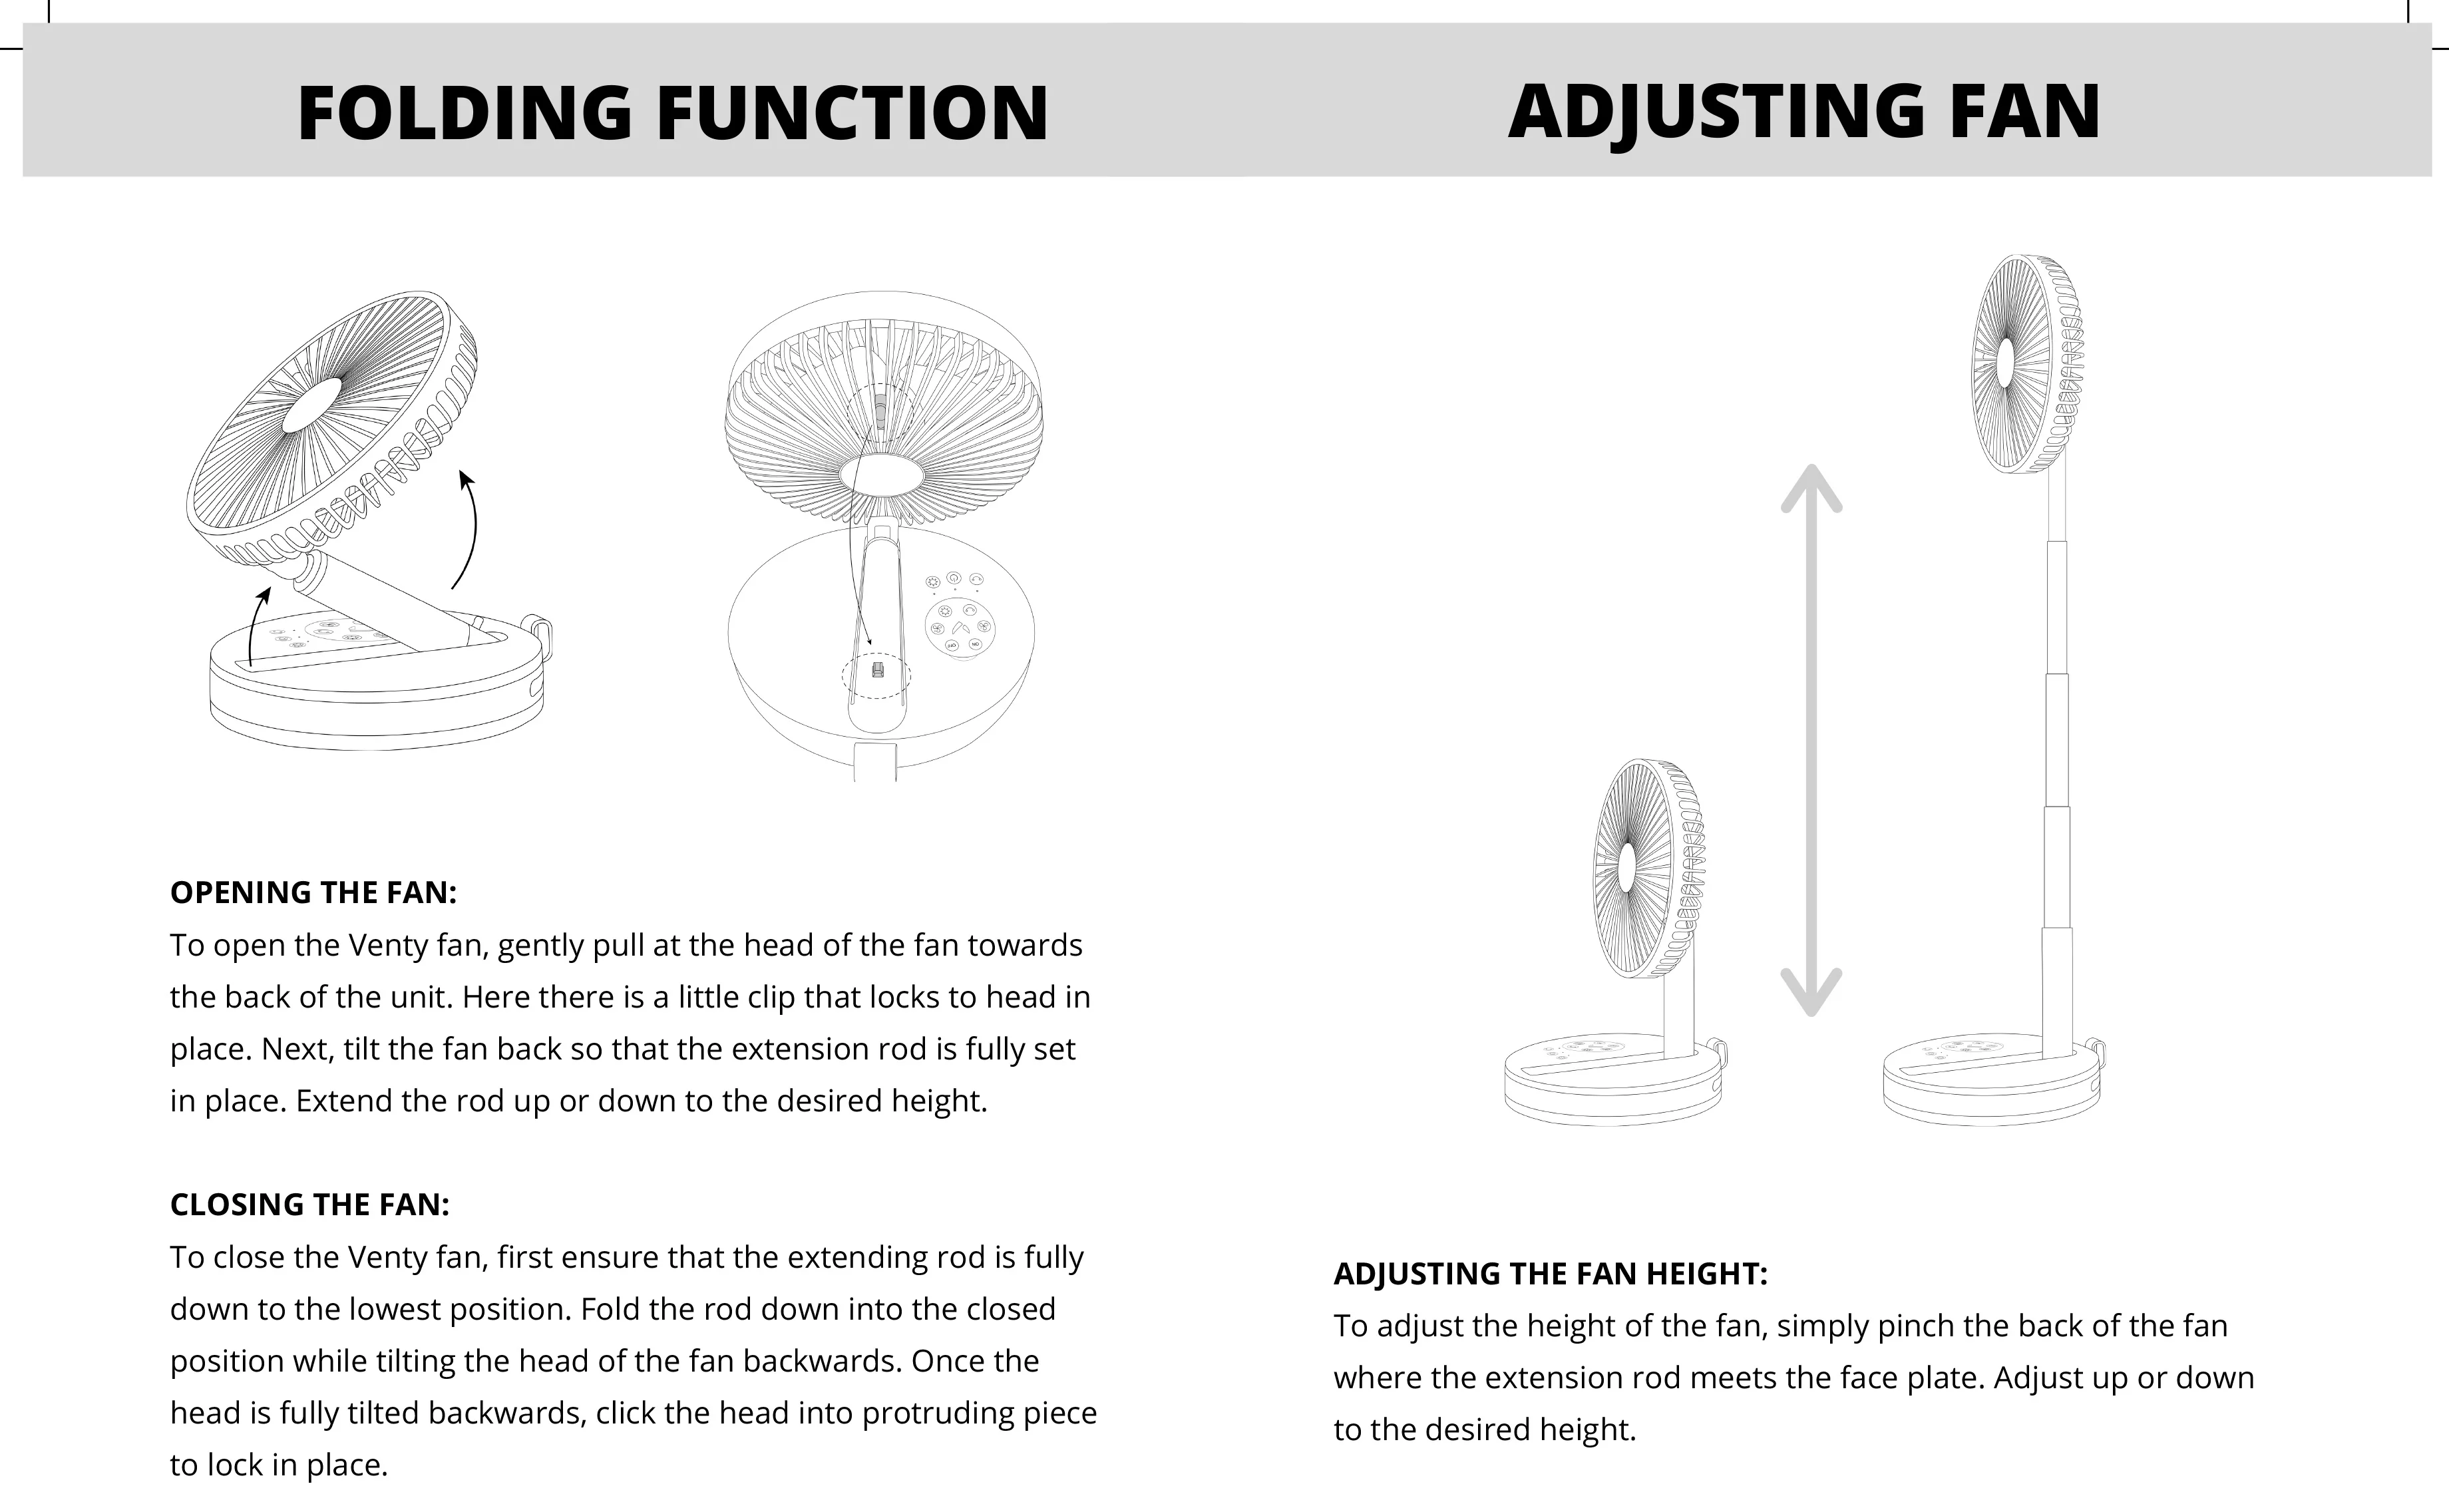 FOLDING FUNCTION
OPENING THE FAN:
To open the Venty fan, gently pull at the head of the fan towards
the back of the unit. Here there is a little clip that locks to head in
place. Next, tilt the fan back so that the extension rod is fully set
in place. Extend the rod up or down to the desired height.
CLOSING THE FAN:
To close the Venty fan, first ensure that the extending rod is fully
down to the lowest position. Fold the rod down into the closed
position while tilting the head of the fan backwards. Once the
head is fully tilted backwards, click the head into protruding piece
to lock in place.
ADJUSTING FAN
ADJUSTING THE FAN HEIGHT:
To adjust the height of the fan, simply pinch the back of the fan
where the extension rod meets the face plate. Adjust up or down
to the desired height.